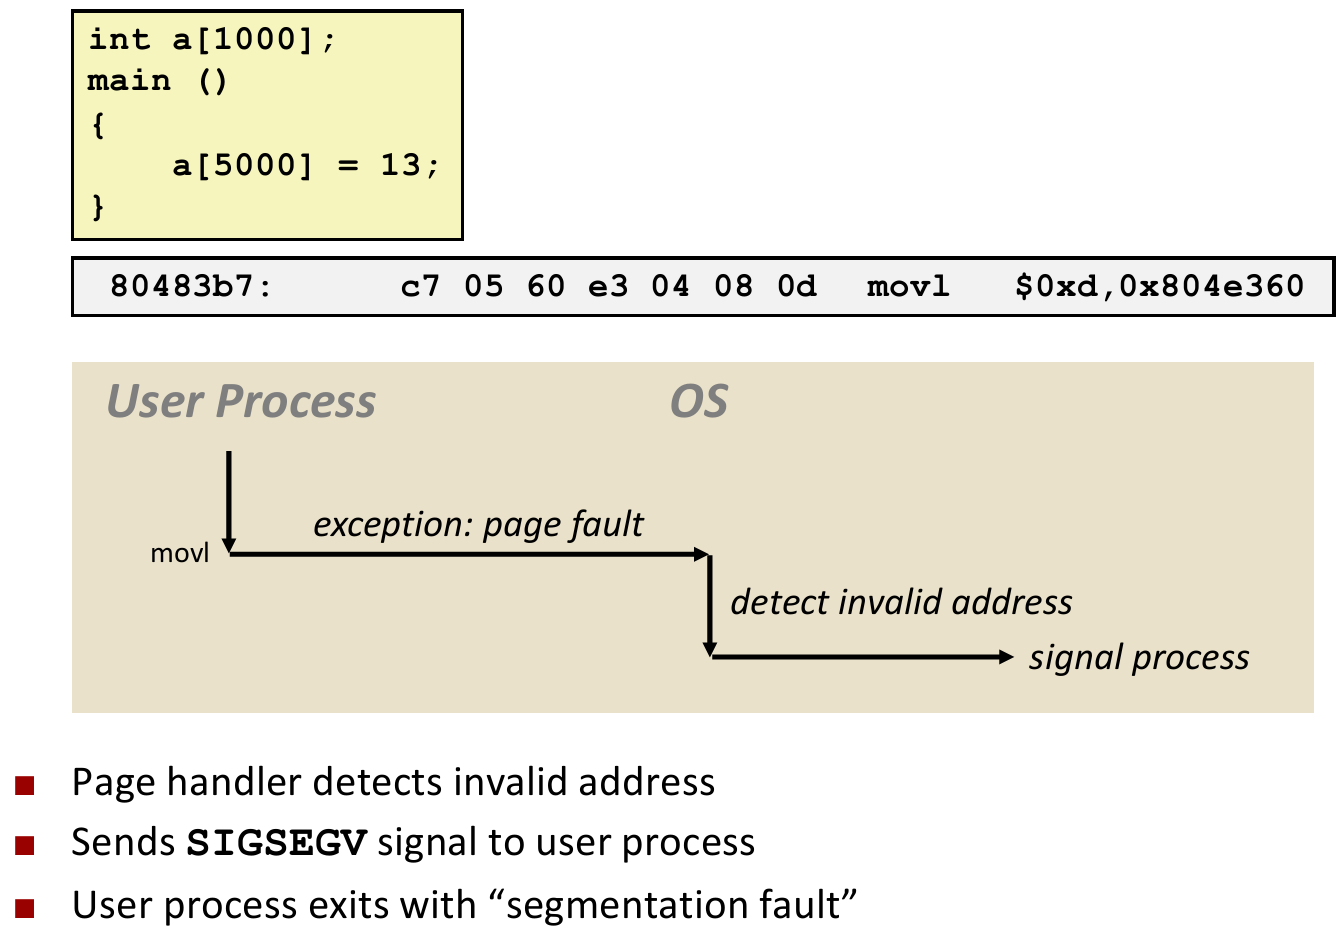 int a[1000];
main ()
{
    a[5000] = 13;
}
80483b7: c7 05 60 e3 04 08 0d movl $0xd,0x804e360
User Process OS
exception: page fault
movl
detect invalid address
signal process
Page handler detects invalid address
Sends SIGSEGV signal to user process
User process exits with “segmentation fault”